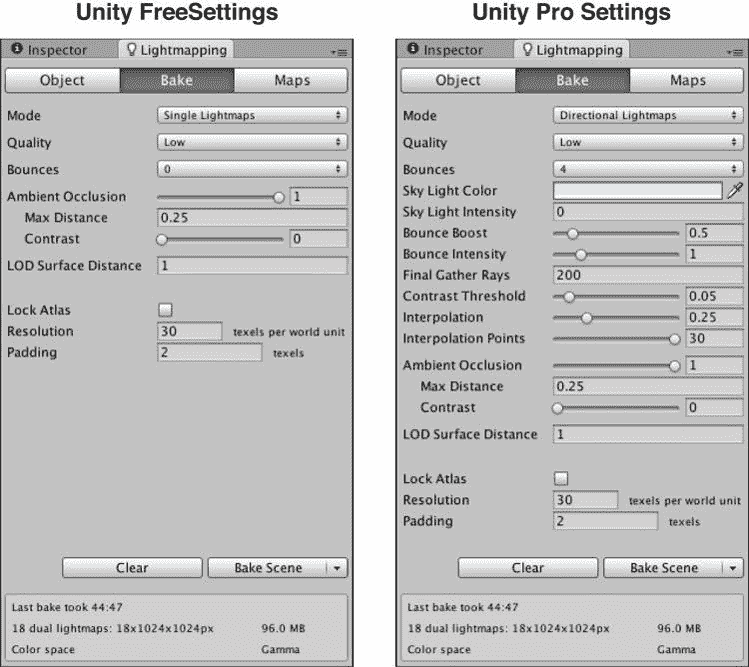 Unity FreeSettings
Inspector
Lightmapping
Object
Bake
Maps
Mode Single Lightmaps
Quality Low
Bounces 0
Ambient Occlusion 1
Max Distance 0.25
Contrast 0
LOD Surface Distance 1
Lock Atlas
Resolution 30 texels per world unit
Padding 2 texels
Clear
Bake Scene
Last bake took 44:47
18 dual lightmaps: 18x1024x1024px 96.0 MB
Color space Gamma
Unity Pro Settings
Inspector
Lightmapping
Object
Bake
Maps
Mode Directional Lightmaps
Quality Low
Bounces 4
Sky Light Color
Sky Light Intensity 0
Bounce Boost 0.5
Bounce Intensity 1
Final Gather Rays 200
Contrast Threshold 0.05
Interpolation 0.25
Interpolation Points 30
Ambient Occlusion 1
Max Distance 0.25
Contrast 0
LOD Surface Distance 1
Lock Atlas
Resolution 30 texels per world unit
Padding 2 texels
Clear
Bake Scene
Last bake took 44:47
18 dual lightmaps: 18x1024x1024px 96.0 MB
Color space Gamma